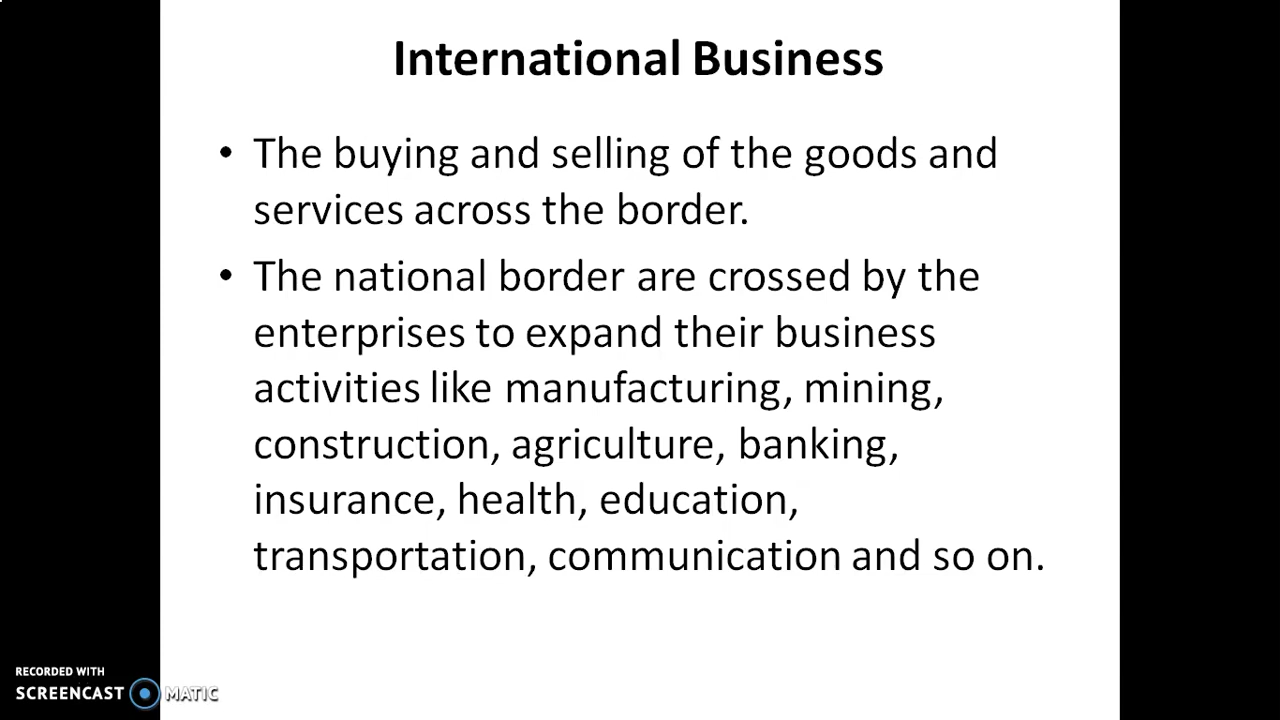 International Business
• The buying and selling of the goods and
services across the border.
• The national border are crossed by the
enterprises to expand their business
activities like manufacturing, mining,
construction, agriculture, banking,
insurance, health, education,
transportation, communication and so on.
RECORDED WITH
SCREENCAST MATIC